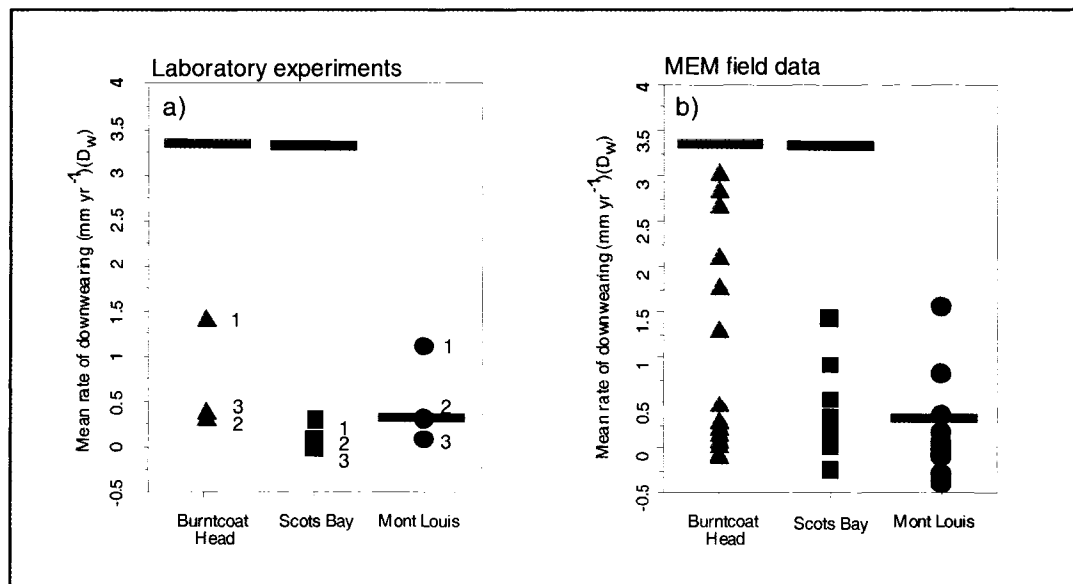 Laboratory experiments
a)
Mean rate of downwearing (mm yr⁻¹)(D_W)
4
3.5
3
2.5
2
1.5
1
0.5
0
-0.5
1
3
2
1
2
3
1
2
3
Burntcoat Head
Scots Bay
Mont Louis
MEM field data
b)
Mean rate of downwearing (mm yr⁻¹)(D_W)
4
3.5
3
2.5
2
1.5
1
0.5
0
-0.5
Burntcoat Head
Scots Bay
Mont Louis